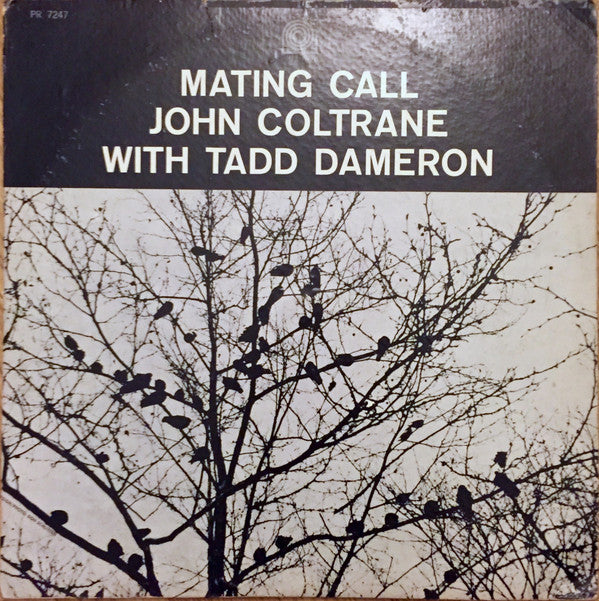 PR 7247
MATING CALL
JOHN COLTRANE
WITH TADD DAMERON